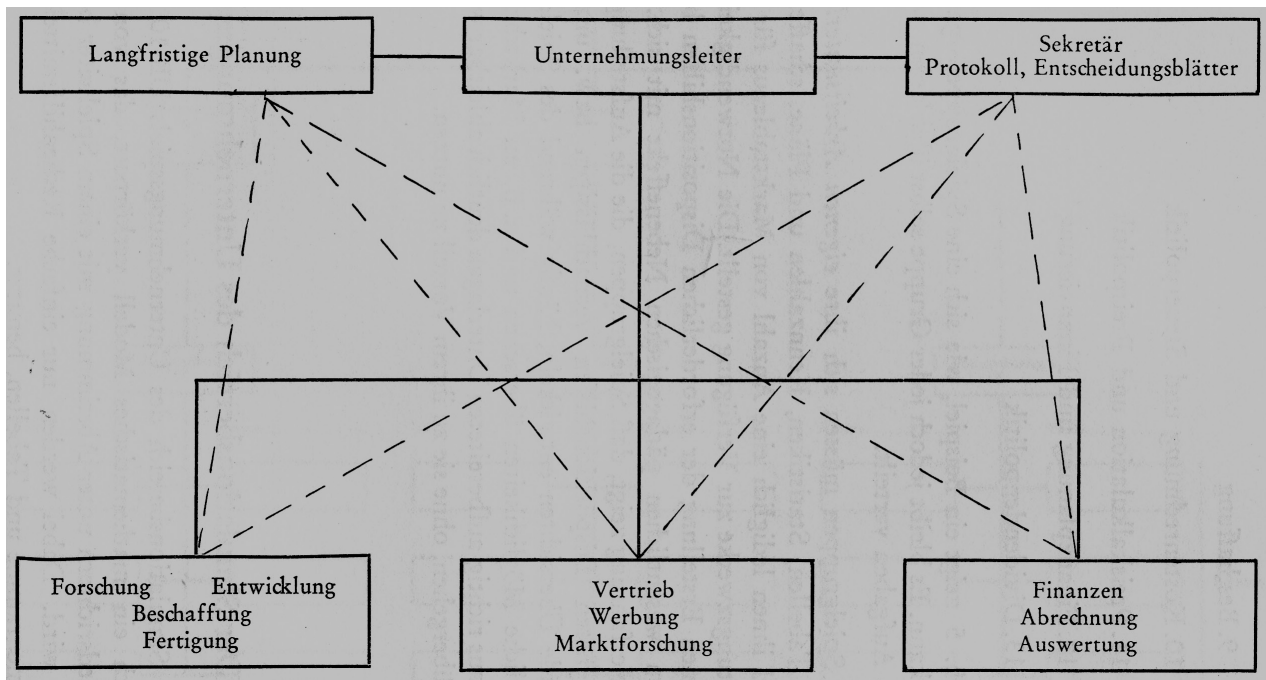 Langfristige Planung
Unternehmungsleiter
Sekretär
Protokoll, Entscheidungsblätter
Forschung Entwicklung
Beschaffung
Fertigung
Vertrieb
Werbung
Marktforschung
Finanzen
Abrechnung
Auswertung